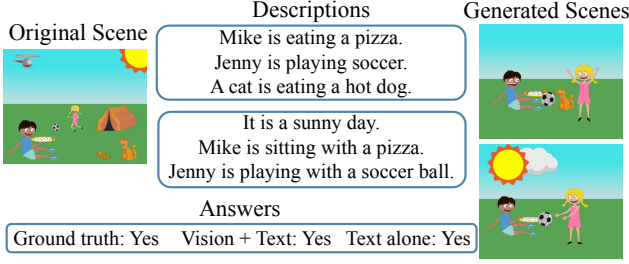 Original Scene
Descriptions
Generated Scenes
Mike is eating a pizza.
Jenny is playing soccer.
A cat is eating a hot dog.
It is a sunny day.
Mike is sitting with a pizza.
Jenny is playing with a soccer ball.
Answers
Ground truth: Yes Vision + Text: Yes Text alone: Yes